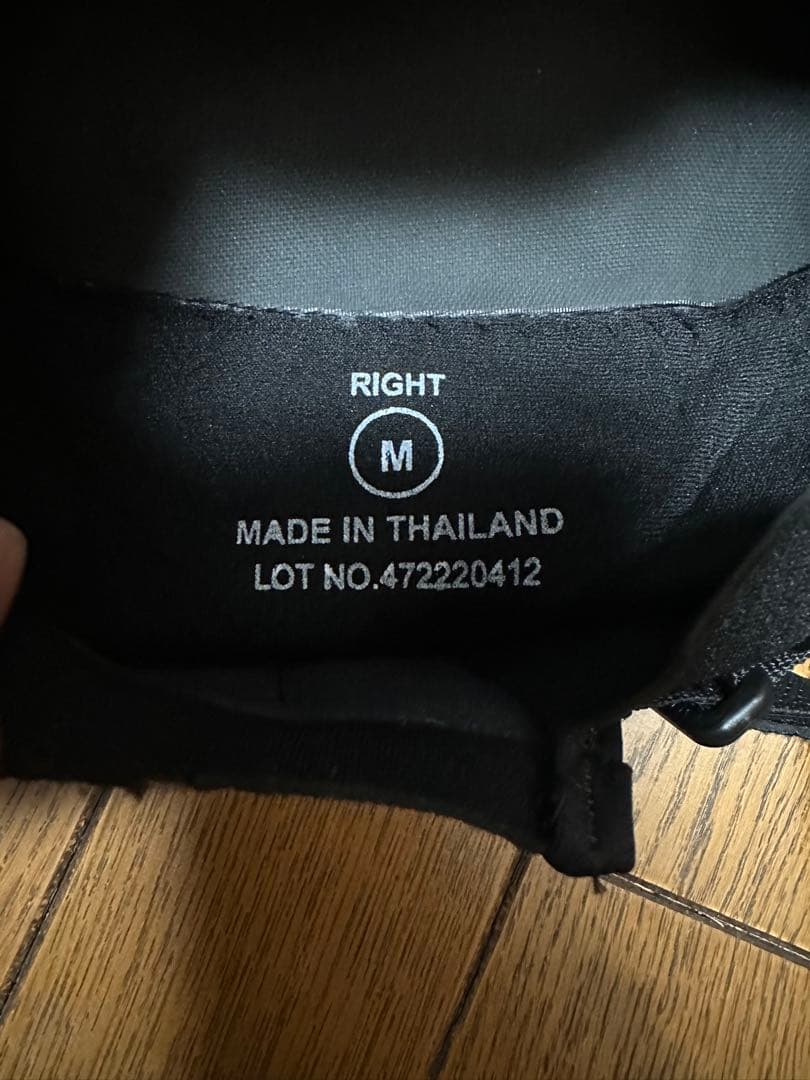 RIGHT
M
MADE IN THAILAND
LOT NO.472220412